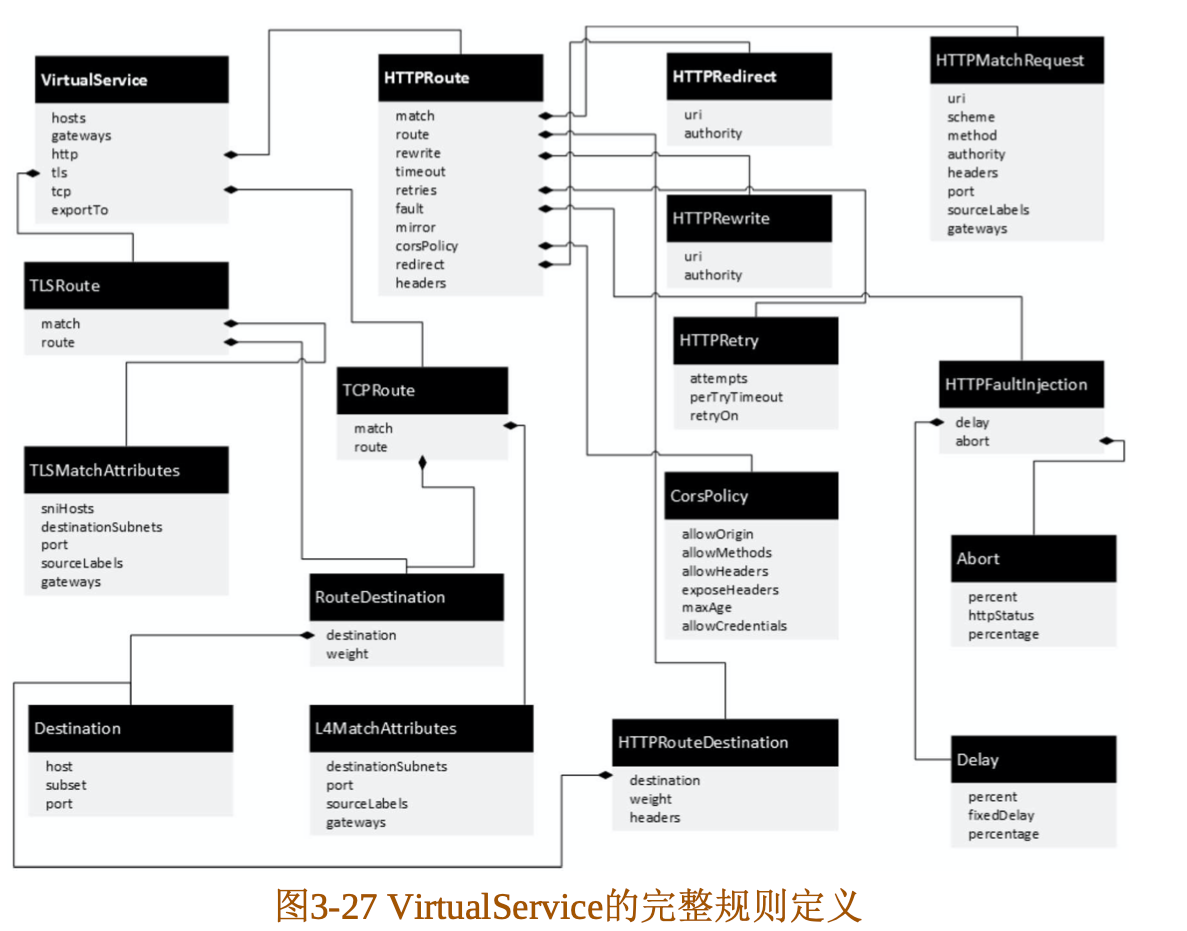 VirtualService
hosts
gateways
http
tls
tcp
exportTo
HTTPRoute
match
route
rewrite
timeout
retries
fault
mirror
corsPolicy
redirect
headers
HTTPRedirect
uri
authority
HTTPMatchRequest
uri
scheme
method
authority
headers
port
sourceLabels
gateways
HTTPRewrite
uri
authority
TLSRoute
match
route
HTTPRetry
attempts
perTryTimeout
retryOn
TCPRoute
match
route
HTTPFaultInjection
delay
abort
TLSMatchAttributes
sniHosts
destinationSubnets
port
sourceLabels
gateways
CorsPolicy
allowOrigin
allowMethods
allowHeaders
exposeHeaders
maxAge
allowCredentials
Abort
percent
httpStatus
percentage
RouteDestination
destination
weight
Destination
host
subset
port
L4MatchAttributes
destinationSubnets
port
sourceLabels
gateways
HTTPRouteDestination
destination
weight
headers
Delay
percent
fixedDelay
percentage
图3-27 VirtualService的完整规则定义